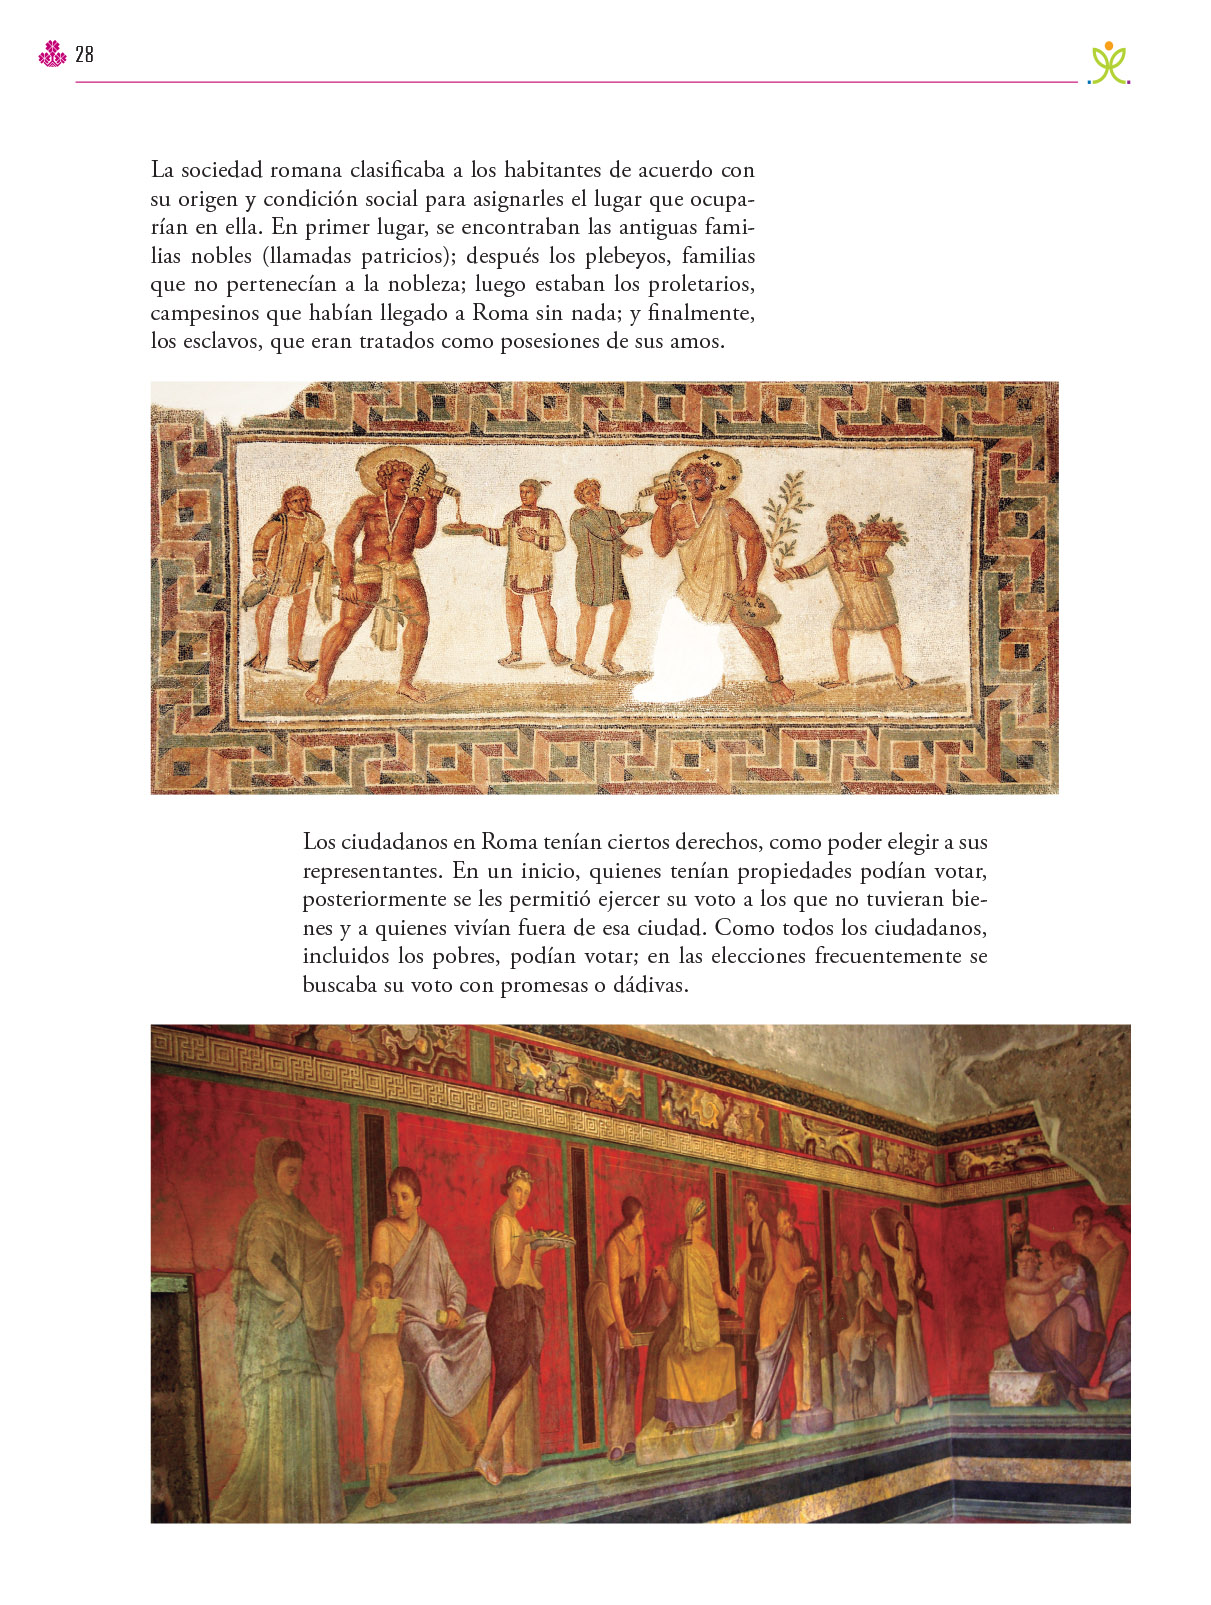 28
La sociedad romana clasificaba a los habitantes de acuerdo con
su origen y condición social para asignarles el lugar que ocupa-
rían en ella. En primer lugar, se encontraban las antiguas fami-
lias nobles (llamadas patricios); después los plebeyos, familias
que no pertenecían a la nobleza; luego estaban los proletarios,
campesinos que habían llegado a Roma sin nada; y finalmente,
los esclavos, que eran tratados como posesiones de sus amos.
Los ciudadanos en Roma tenían ciertos derechos, como poder elegir a sus
representantes. En un inicio, quienes tenían propiedades podían votar,
posteriormente se les permitió ejercer su voto a los que no tuvieran bie-
nes y a quienes vivían fuera de esa ciudad. Como todos los ciudadanos,
incluidos los pobres, podían votar; en las elecciones frecuentemente se
buscaba su voto con promesas o dádivas.